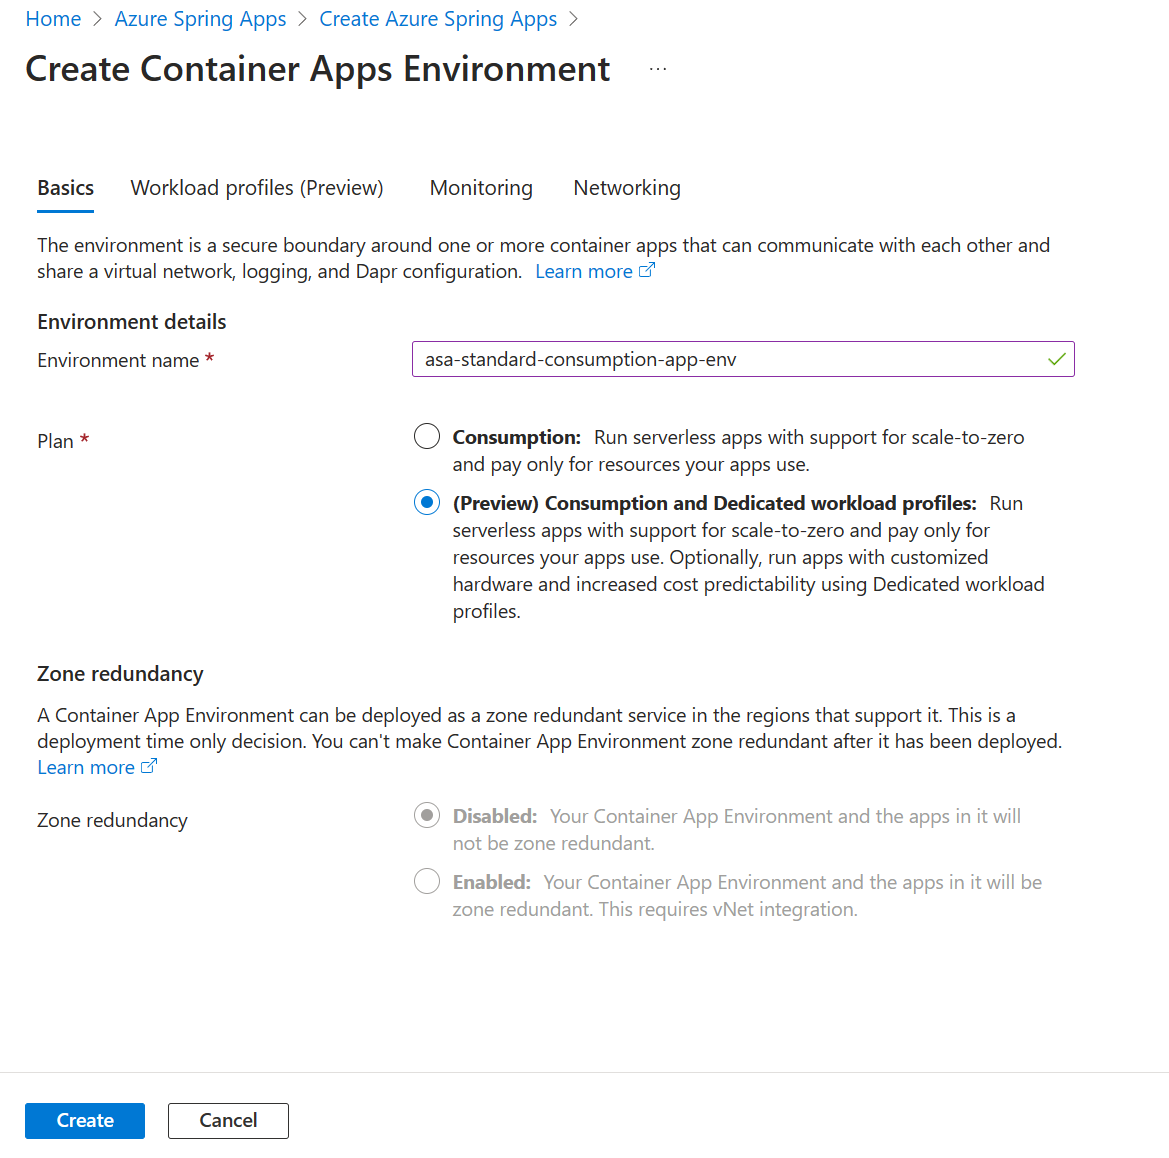 Home > Azure Spring Apps > Create Azure Spring Apps >
Create Container Apps Environment ...
Basics Workload profiles (Preview) Monitoring Networking
The environment is a secure boundary around one or more container apps that can communicate with each other and
share a virtual network, logging, and Dapr configuration. Learn more
Environment details
Environment name * asa-standard-consumption-app-env
Plan *
Consumption: Run serverless apps with support for scale-to-zero
and pay only for resources your apps use.
(Preview) Consumption and Dedicated workload profiles: Run
serverless apps with support for scale-to-zero and pay only for
resources your apps use. Optionally, run apps with customized
hardware and increased cost predictability using Dedicated workload
profiles.
Zone redundancy
A Container App Environment can be deployed as a zone redundant service in the regions that support it. This is a
deployment time only decision. You can't make Container App Environment zone redundant after it has been deployed.
Learn more
Zone redundancy
Disabled: Your Container App Environment and the apps in it will
not be zone redundant.
Enabled: Your Container App Environment and the apps in it will be
zone redundant. This requires vNet integration.
Create Cancel